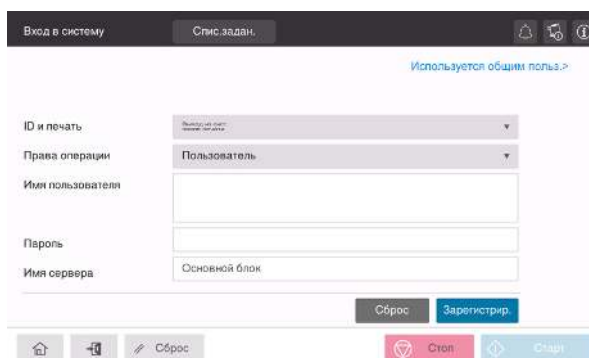 Вход в систему
Спис.задан.
Используется общим польз.>
ID и печать
Права операции
Пользователь
Имя пользователя
Пароль
Имя сервера
Основной блок
Сброс
Зарегистрир.
Сброс
Стоп
Старт